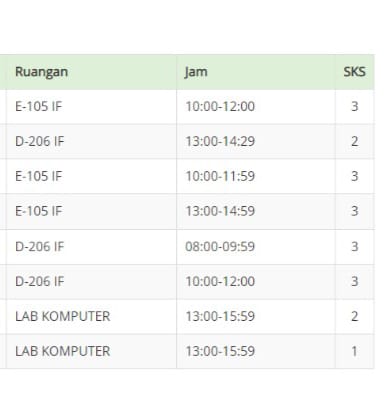 Ruangan Jam SKS
E-105 IF 10:00-12:00 3
D-206 IF 13:00-14:29 2
E-105 IF 10:00-11:59 3
E-105 IF 13:00-14:59 3
D-206 IF 08:00-09:59 3
D-206 IF 10:00-12:00 3
LAB KOMPUTER 13:00-15:59 2
LAB KOMPUTER 13:00-15:59 1